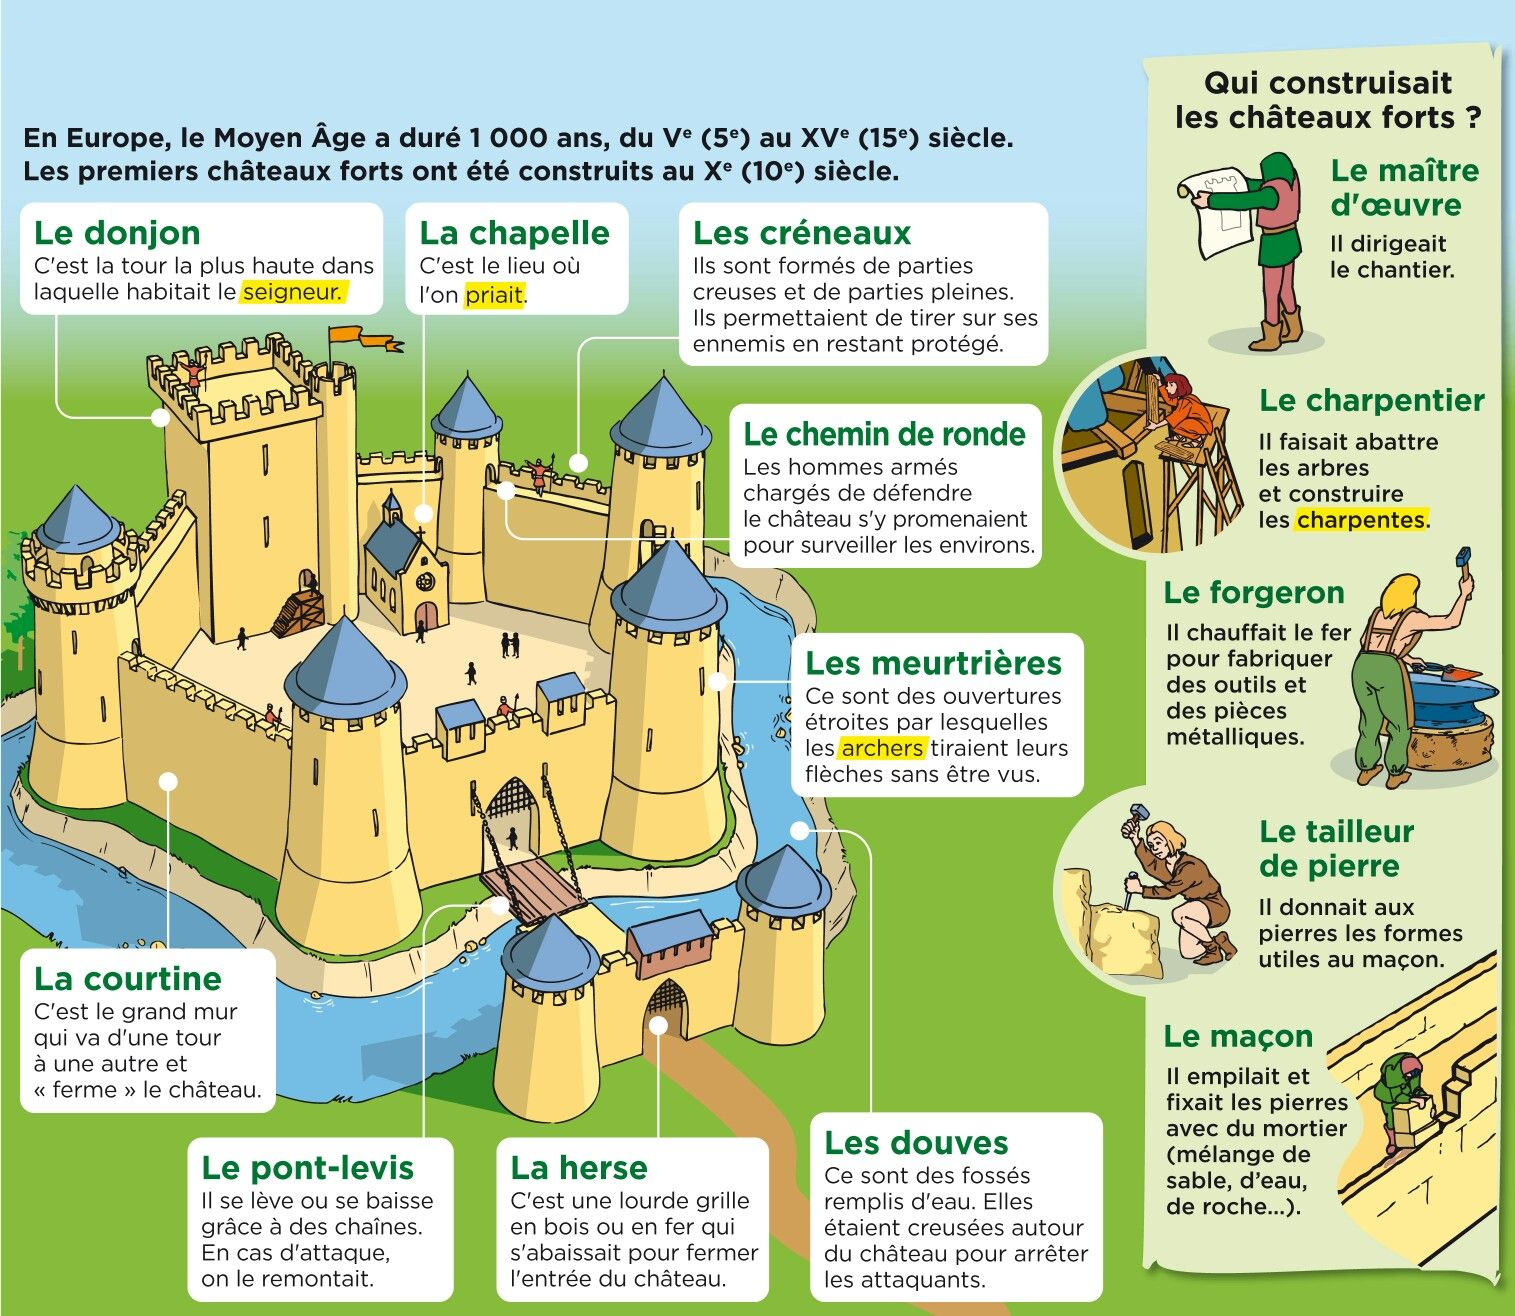 En Europe, le Moyen Âge a duré 1 000 ans, du Vᵉ (5ᵉ) au XVᵉ (15ᵉ) siècle.
Les premiers châteaux forts ont été construits au Xᵉ (10ᵉ) siècle.
Le donjon
C'est la tour la plus haute dans
laquelle habitait le seigneur.
La chapelle
C'est le lieu où
l'on priait.
Les créneaux
Ils sont formés de parties
creuses et de parties pleines.
Ils permettaient de tirer sur ses
ennemis en restant protégé.
Le chemin de ronde
Les hommes armés
chargés de défendre
le château s'y promenaient
pour surveiller les environs.
Les meurtrières
Ce sont des ouvertures
étroites par lesquelles
les archers tiraient leurs
flèches sans être vus.
La courtine
C'est le grand mur
qui va d'une tour
à une autre et
« ferme » le château.
Le pont-levis
Il se lève ou se baisse
grâce à des chaînes.
En cas d'attaque,
on le remontait.
La herse
C'est une lourde grille
en bois ou en fer qui
s'abaissait pour fermer
l'entrée du château.
Les douves
Ce sont des fossés
remplis d'eau. Elles
étaient creusées autour
du château pour arrêter
les attaquants.
Qui construisait
les châteaux forts ?
Le maître
d'œuvre
Il dirigeait
le chantier.
Le charpentier
Il faisait abattre
les arbres
et construire
les charpentes.
Le forgeron
Il chauffait le fer
pour fabriquer
des outils et
des pièces
métalliques.
Le tailleur
de pierre
Il donnait aux
pierres les formes
utiles au maçon.
Le maçon
Il empilait et
fixait les pierres
avec du mortier
(mélange de
sable, d’eau,
de roche…).